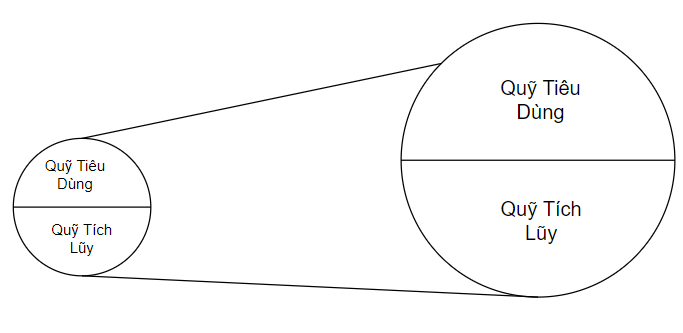 Quỹ Tiêu
Dùng
Quỹ Tích
Lũy
Quỹ Tiêu
Dùng
Quỹ Tích
Lũy